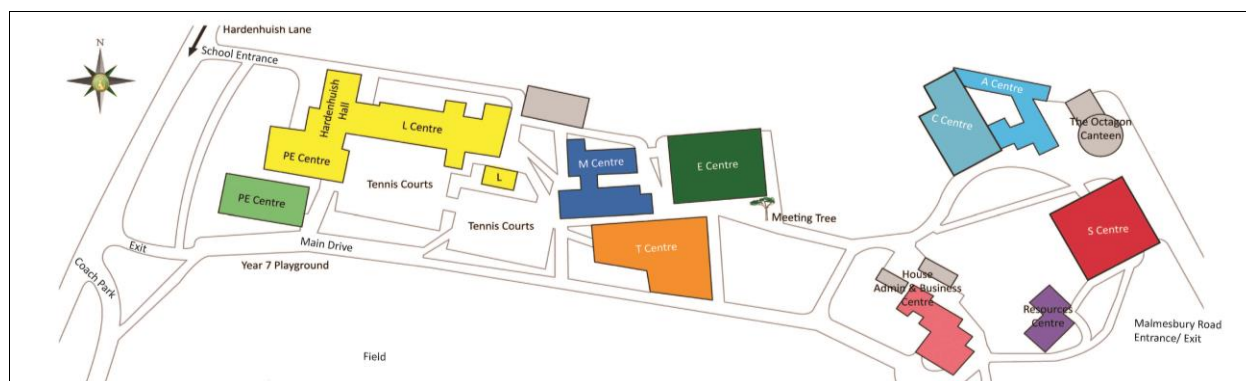 Hardenhuish Lane
School Entrance
N
Hardenhuish
Hall
L Centre
PE Centre
PE Centre
Tennis Courts
L
Tennis Courts
M Centre
E Centre
T Centre
Meeting Tree
A Centre
C Centre
The Octagon
Canteen
S Centre
House
Admin & Business
Centre
Resources
Centre
Malmesbury Road
Entrance/ Exit
Exit
Main Drive
Year 7 Playground
Coach Park
Field